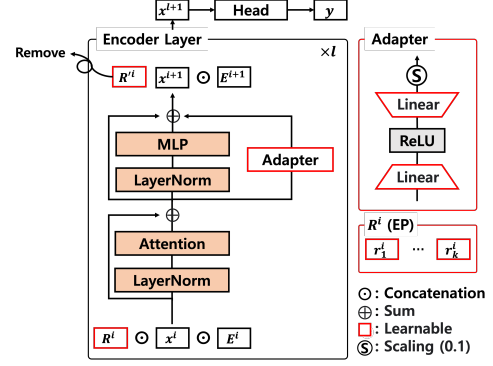 x^{i+1} Head y
Encoder Layer
×l
Remove
R'^i x^{i+1} ⊙ E^{i+1}
⊕
MLP
LayerNorm
Adapter
⊕
Attention
LayerNorm
R^i ⊙ x^i ⊙ E^i
Adapter
Ⓢ
Linear
ReLU
Linear
R^i (EP)
r_1^i ... r_k^i
⊙: Concatenation
⊕: Sum
: Learnable
Ⓢ: Scaling (0.1)